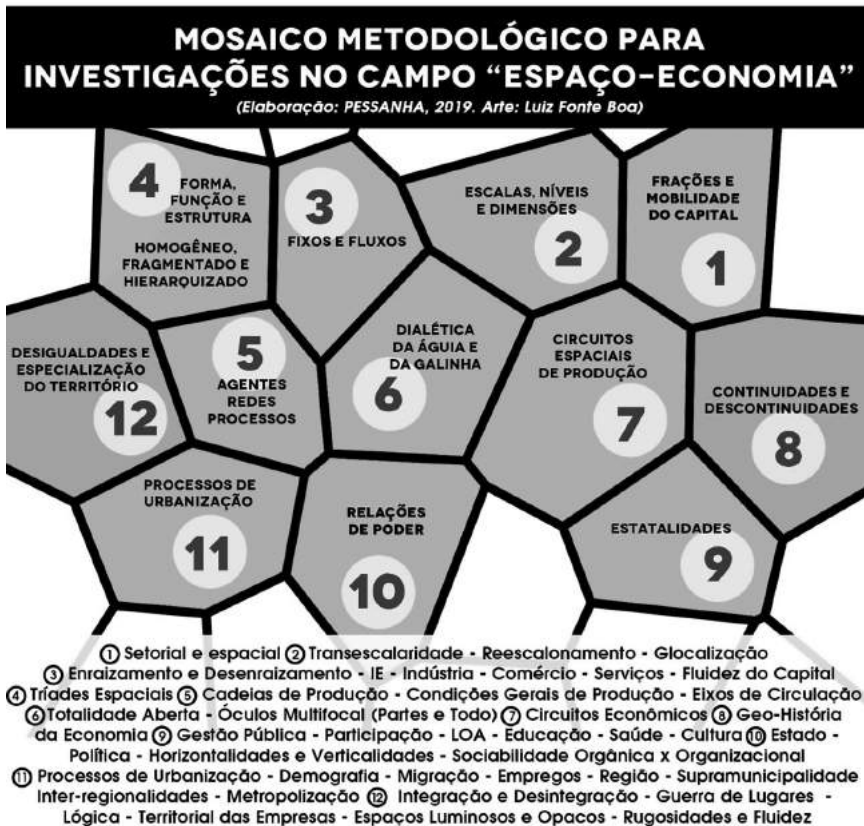 MOSAICO METODOLÓGICO PARA
INVESTIGAÇÕES NO CAMPO “ESPAÇO-ECONOMIA”
(Elaboração: PESSANHA, 2019. Arte: Luiz Fonte Boa)
4
FORMA,
FUNÇÃO E
ESTRUTURA
HOMOGÊNEO,
FRAGMENTADO E
HIERARQUIZADO
3
FIXOS E FLUXOS
ESCALAS, NÍVEIS
E DIMENSÕES
2
FRAÇÕES E
MOBILIDADE
DO CAPITAL
1
DESIGUALDADES E
ESPECIALIZAÇÃO
DO TERRITÓRIO
12
5
AGENTES
REDES
PROCESSOS
DIALÉTICA
DA ÁGUIA E
DA GALINHA
6
CIRCUITOS
ESPACIAIS
DE PRODUÇÃO
7
CONTINUIDADES E
DESCONTINUIDADES
8
PROCESSOS DE
URBANIZAÇÃO
11
RELAÇÕES
DE PODER
10
ESTATALIDADES
9
① Setorial e espacial ② Transescalaridade - Reescalonamento - Glocalização
③ Enraizamento e Desenraizamento - IE - Indústria - Comércio - Serviços - Fluidez do Capital
④ Tríades Espaciais ⑤ Cadeias de Produção - Condições Gerais de Produção - Eixos de Circulação
⑥ Totalidade Aberta - Óculos Multifocal (Partes e Todo) ⑦ Circuitos Econômicos ⑧ Geo-História
da Economia ⑨ Gestão Pública - Participação - LOA - Educação - Saúde - Cultura ⑩ Estado -
Política - Horizontalidades e Verticalidades - Sociabilidade Orgânica x Organizacional
⑪ Processos de Urbanização - Demografia - Migração - Empregos - Região - Supramunicipalidade
Inter-regionalidades - Metropolização ⑫ Integração e Desintegração - Guerra de Lugares -
Lógica - Territorial das Empresas - Espaços Luminosos e Opacos - Rugosidades e Fluidez